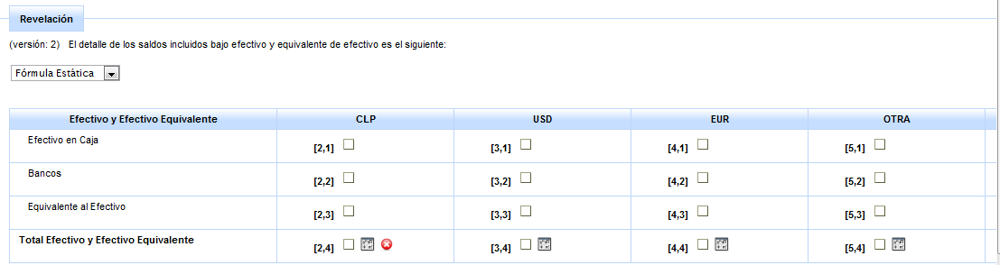 Revelación
(versión: 2) El detalle de los saldos incluidos bajo efectivo y equivalente de efectivo es el siguiente:
Fórmula Estática
Efectivo y Efectivo Equivalente CLP USD EUR OTRA
Efectivo en Caja [2,1] [3,1] [4,1] [5,1]
Bancos [2,2] [3,2] [4,2] [5,2]
Equivalente al Efectivo [2,3] [3,3] [4,3] [5,3]
Total Efectivo y Efectivo Equivalente [2,4] [3,4] [4,4] [5,4]